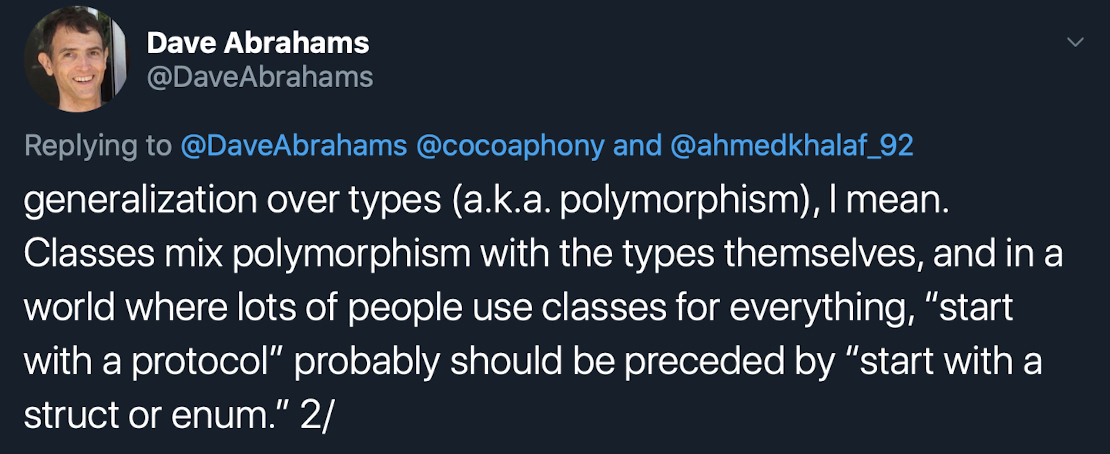 Dave Abrahams
@DaveAbrahams
Replying to @DaveAbrahams @cocoaphony and @ahmedkhalaf_92
generalization over types (a.k.a. polymorphism), I mean.
Classes mix polymorphism with the types themselves, and in a
world where lots of people use classes for everything, “start
with a protocol” probably should be preceded by “start with a
struct or enum.” 2/